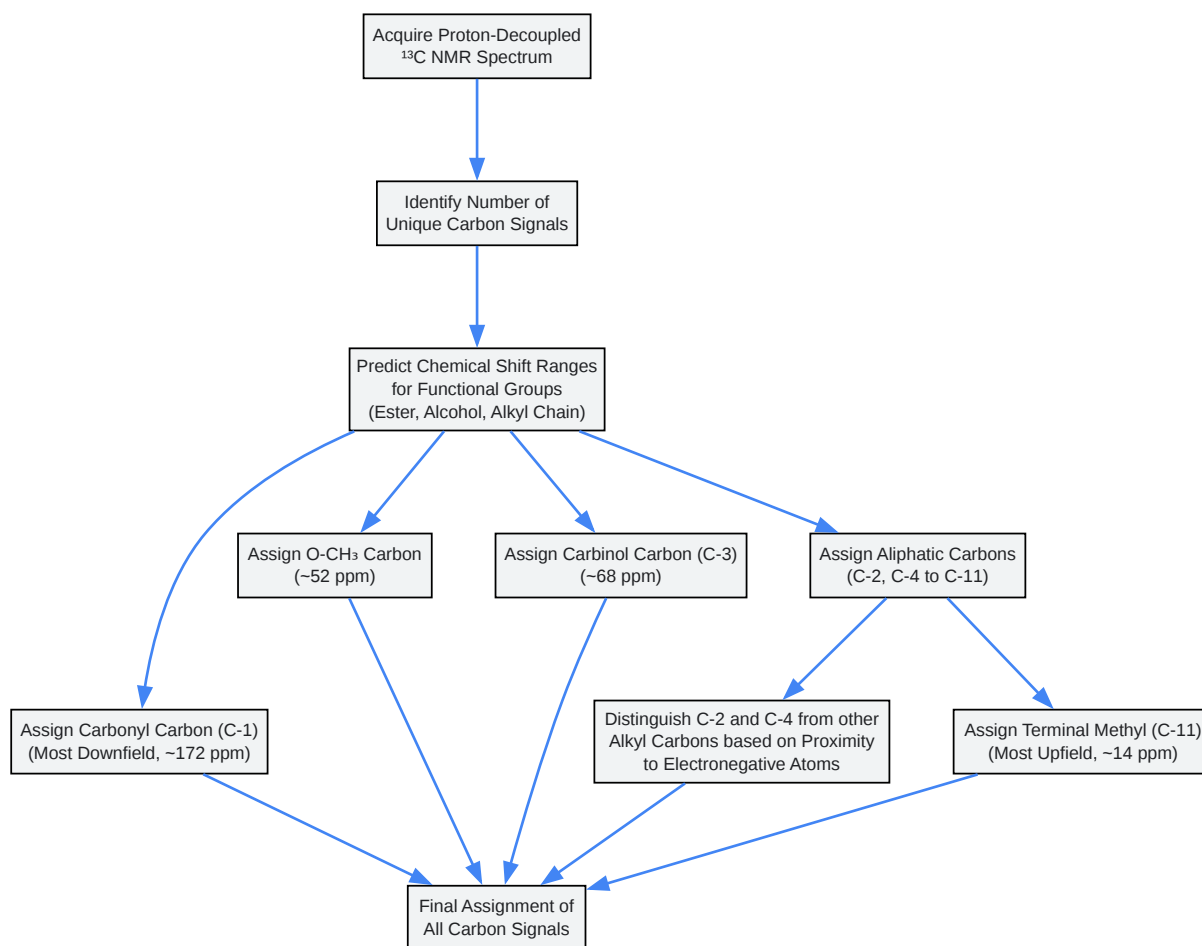 Acquire Proton-Decoupled
¹³C NMR Spectrum
Identify Number of
Unique Carbon Signals
Predict Chemical Shift Ranges
for Functional Groups
(Ester, Alcohol, Alkyl Chain)
Assign O-CH₃ Carbon
(~52 ppm)
Assign Carbinol Carbon (C-3)
(~68 ppm)
Assign Aliphatic Carbons
(C-2, C-4 to C-11)
Assign Carbonyl Carbon (C-1)
(Most Downfield, ~172 ppm)
Distinguish C-2 and C-4 from other
Alkyl Carbons based on Proximity
to Electronegative Atoms
Assign Terminal Methyl (C-11)
(Most Upfield, ~14 ppm)
Final Assignment of
All Carbon Signals